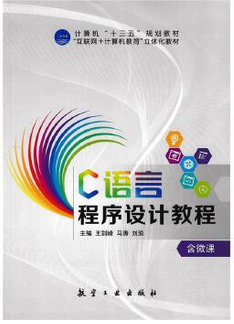 计算机“十三五”规划教材
“互联网+计算机教育”立体化教材
C语言
程序设计教程
主编 王剑峰 马涛 刘浪
含微课
航空工业出版社